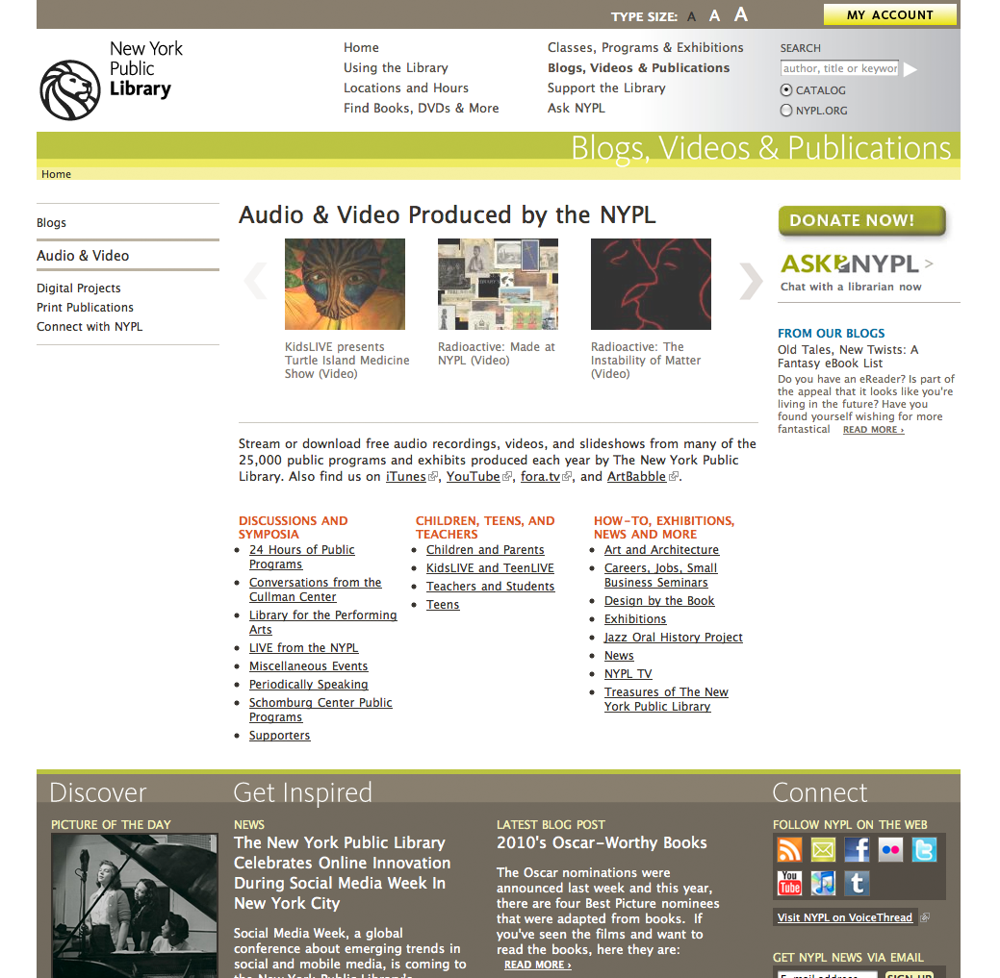 TYPE SIZE: A A A
MY ACCOUNT
New York
Public
Library
Home
Using the Library
Locations and Hours
Find Books, DVDs & More
Classes, Programs & Exhibitions
Blogs, Videos & Publications
Support the Library
Ask NYPL
SEARCH
author, title or keywor
CATALOG
NYPL.ORG
Blogs, Videos & Publications
Home
Blogs
Audio & Video
Digital Projects
Print Publications
Connect with NYPL
Audio & Video Produced by the NYPL
KidsLIVE presents
Turtle Island Medicine
Show (Video)
Radioactive: Made at
NYPL (Video)
Radioactive: The
Instability of Matter
(Video)
Stream or download free audio recordings, videos, and slideshows from many of the
25,000 public programs and exhibits produced each year by The New York Public
Library. Also find us on iTunes, YouTube, fora.tv, and ArtBabble.
DISCUSSIONS AND
SYMPOSIA
24 Hours of Public
Programs
Conversations from the
Cullman Center
Library for the Performing
Arts
LIVE from the NYPL
Miscellaneous Events
Periodically Speaking
Schomburg Center Public
Programs
Supporters
CHILDREN, TEENS, AND
TEACHERS
Children and Parents
KidsLIVE and TeenLIVE
Teachers and Students
Teens
HOW-TO, EXHIBITIONS,
NEWS AND MORE
Art and Architecture
Careers, Jobs, Small
Business Seminars
Design by the Book
Exhibitions
Jazz Oral History Project
News
NYPL TV
Treasures of The New
York Public Library
DONATE NOW!
ASK NYPL >
Chat with a librarian now
FROM OUR BLOGS
Old Tales, New Twists: A
Fantasy eBook List
Do you have an eReader? Is part of
the appeal that it looks like you're
living in the future? Have you
found yourself wishing for more
fantastical READ MORE ›
Discover
PICTURE OF THE DAY
Get Inspired
NEWS
The New York Public Library
Celebrates Online Innovation
During Social Media Week In
New York City
Social Media Week, a global
conference about emerging trends in
social and mobile media, is coming to
the New York Public Library's
LATEST BLOG POST
2010's Oscar-Worthy Books
The Oscar nominations were
announced last week and this year,
there are four Best Picture nominees
that were adapted from books. If
you've seen the films and want to
read the books, here they are:
READ MORE ›
Connect
FOLLOW NYPL ON THE WEB
You
Tube
Visit NYPL on VoiceThread
GET NYPL NEWS VIA EMAIL
E-mail address
SIGN UP